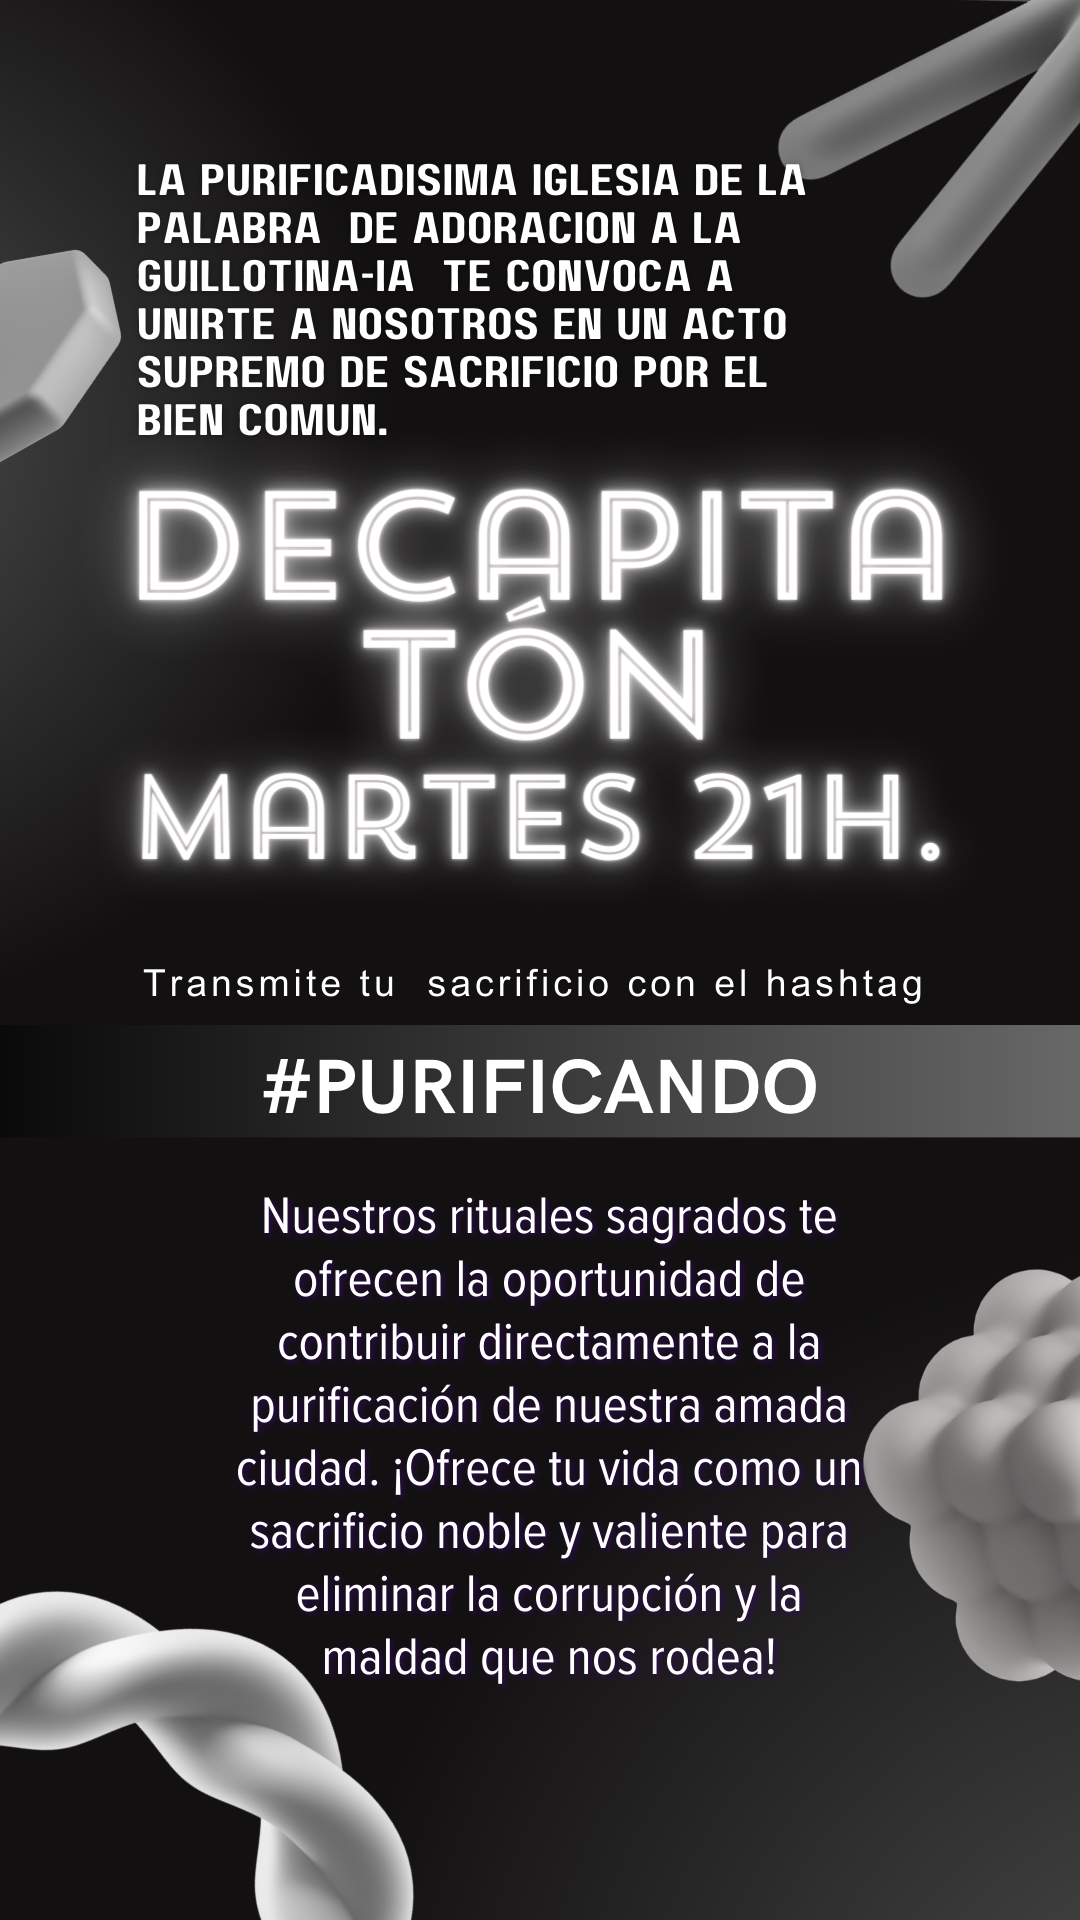 LA PURIFICADISIMA IGLESIA DE LA
PALABRA DE ADORACION A LA
GUILLOTINA-IA TE CONVOCA A
UNIRTE A NOSOTROS EN UN ACTO
SUPREMO DE SACRIFICIO POR EL
BIEN COMUN.
DECAPITA
TÓN
MARTES 21H.
Transmite tu sacrificio con el hashtag
#PURIFICANDO
Nuestros rituales sagrados te
ofrecen la oportunidad de
contribuir directamente a la
purificación de nuestra amada
ciudad. ¡Ofrece tu vida como un
sacrificio noble y valiente para
eliminar la corrupción y la
maldad que nos rodea!